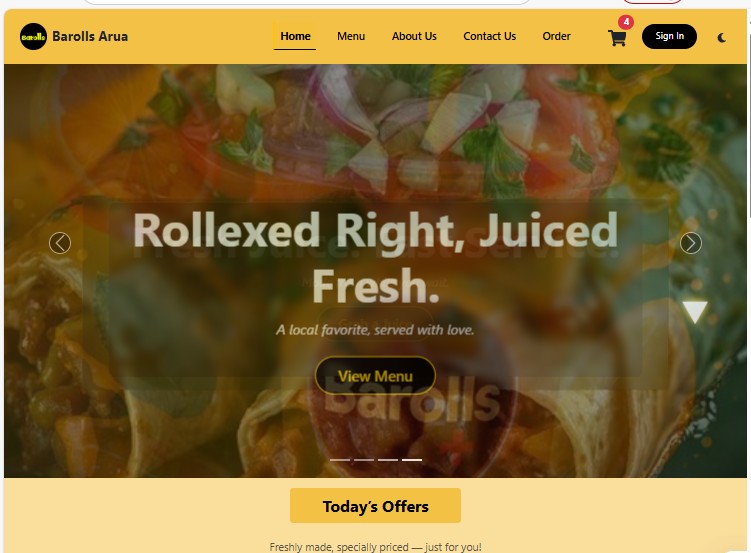 Barolls
Barolls Arua
Home
Menu
About Us
Contact Us
Order
4
Sign In
Rollexed Right, Juiced
Fresh.
A local favorite, served with love.
View Menu
Barolls
Today's Offers
Freshly made, specially priced — just for you!